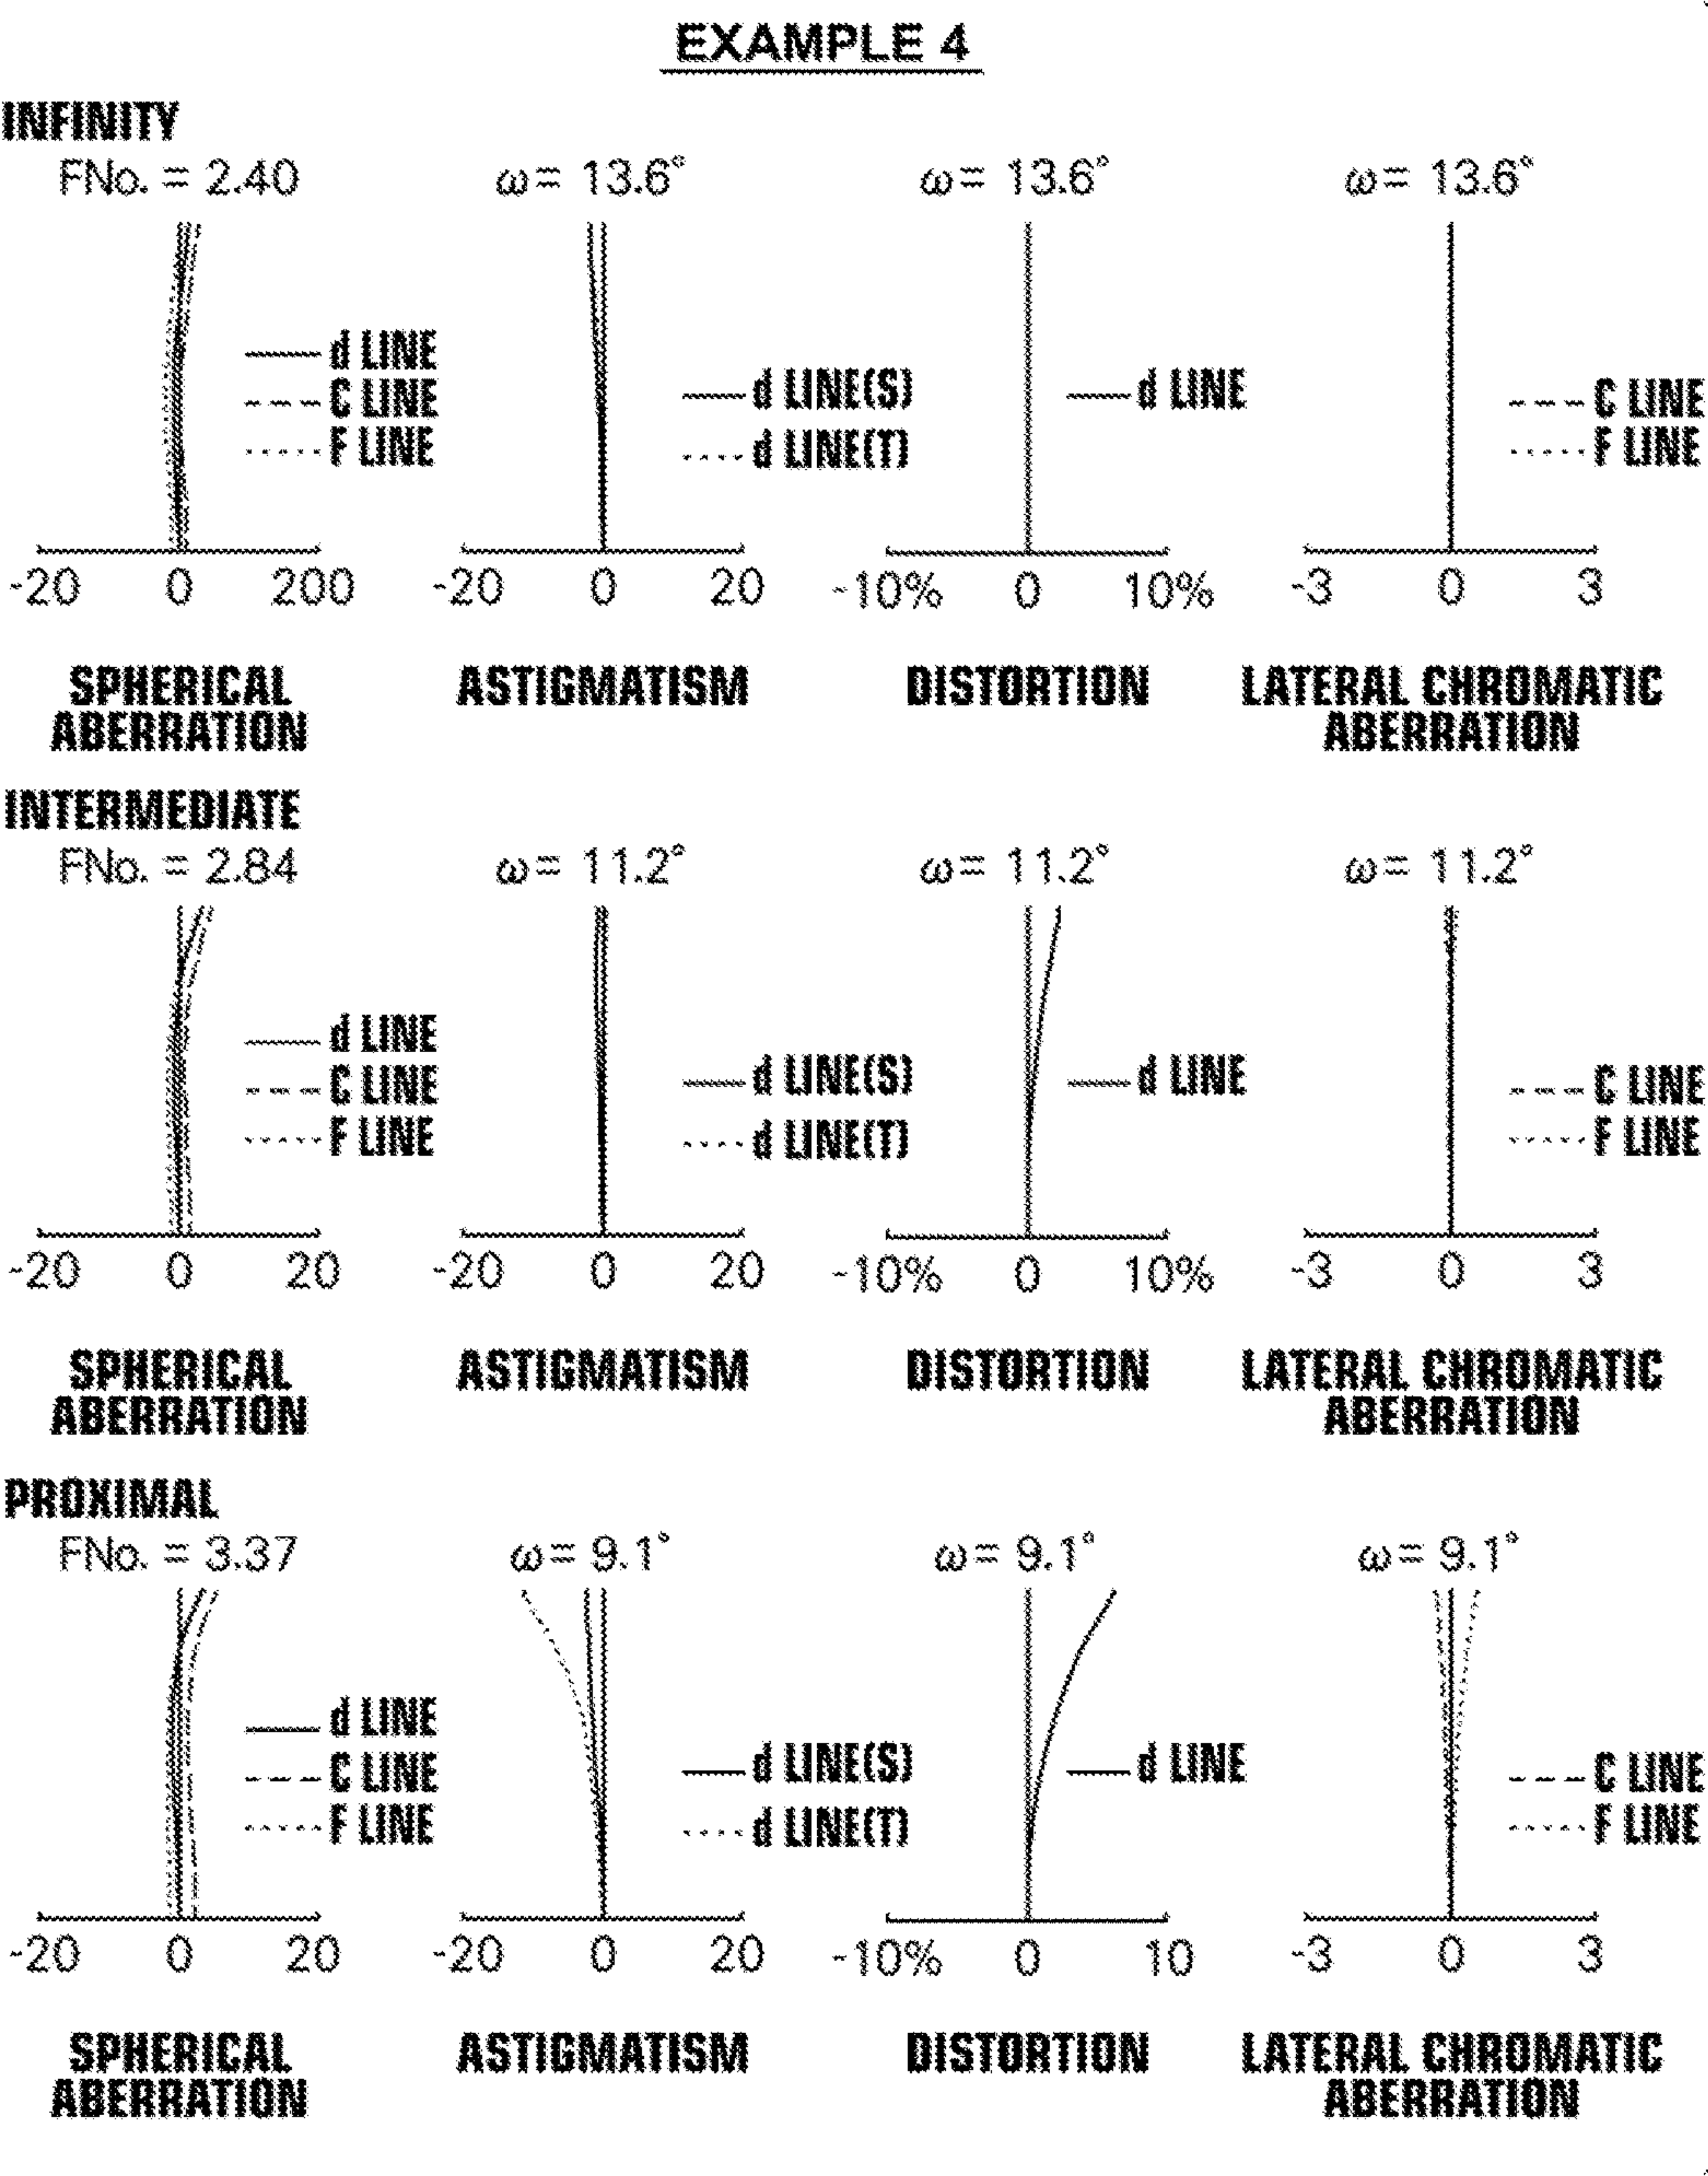 EXAMPLE 4
INFINITY
FNo. = 2.40
ω = 13.6°
ω = 13.6°
ω = 13.6°
d LINE
C LINE
F LINE
d LINE(S)
d LINE(T)
d LINE
C LINE
F LINE
-20 0 200
-20 0 20
-10% 0 10%
-3 0 3
SPHERICAL
ABERRATION
ASTIGMATISM
DISTORTION
LATERAL CHROMATIC
ABERRATION
INTERMEDIATE
FNo. = 2.84
ω = 11.2°
ω = 11.2°
ω = 11.2°
d LINE
C LINE
F LINE
d LINE(S)
d LINE(T)
d LINE
C LINE
F LINE
-20 0 20
-20 0 20
-10% 0 10%
-3 0 3
SPHERICAL
ABERRATION
ASTIGMATISM
DISTORTION
LATERAL CHROMATIC
ABERRATION
PROXIMAL
FNo. = 3.37
ω = 9.1°
ω = 9.1°
ω = 9.1°
d LINE
C LINE
F LINE
d LINE(S)
d LINE(T)
d LINE
C LINE
F LINE
-20 0 20
-20 0 20
-10% 0 10
-3 0 3
SPHERICAL
ABERRATION
ASTIGMATISM
DISTORTION
LATERAL CHROMATIC
ABERRATION